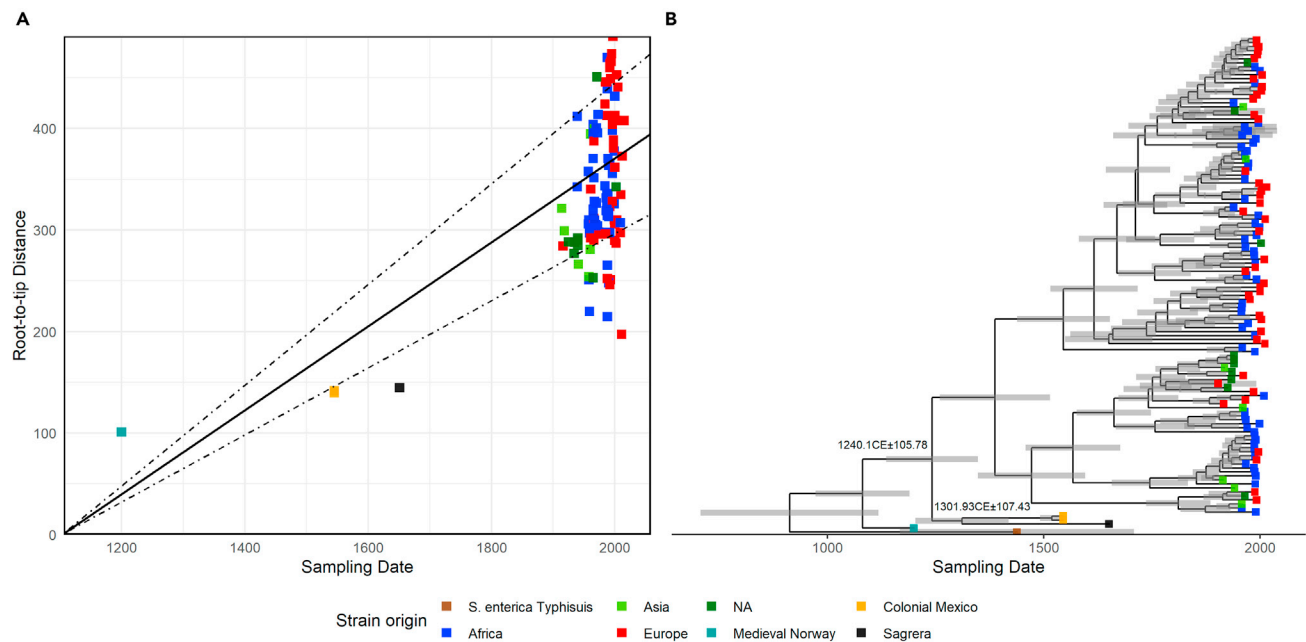 A
B
Root-to-tip Distance
400
300
200
100
0
1200
1400
1600
1800
2000
Sampling Date
1240.1CE±105.78
1301.93CE±107.43
1000
1500
2000
Sampling Date
Strain origin
S. enterica Typhisuis
Asia
NA
Colonial Mexico
Africa
Europe
Medieval Norway
Sagrera